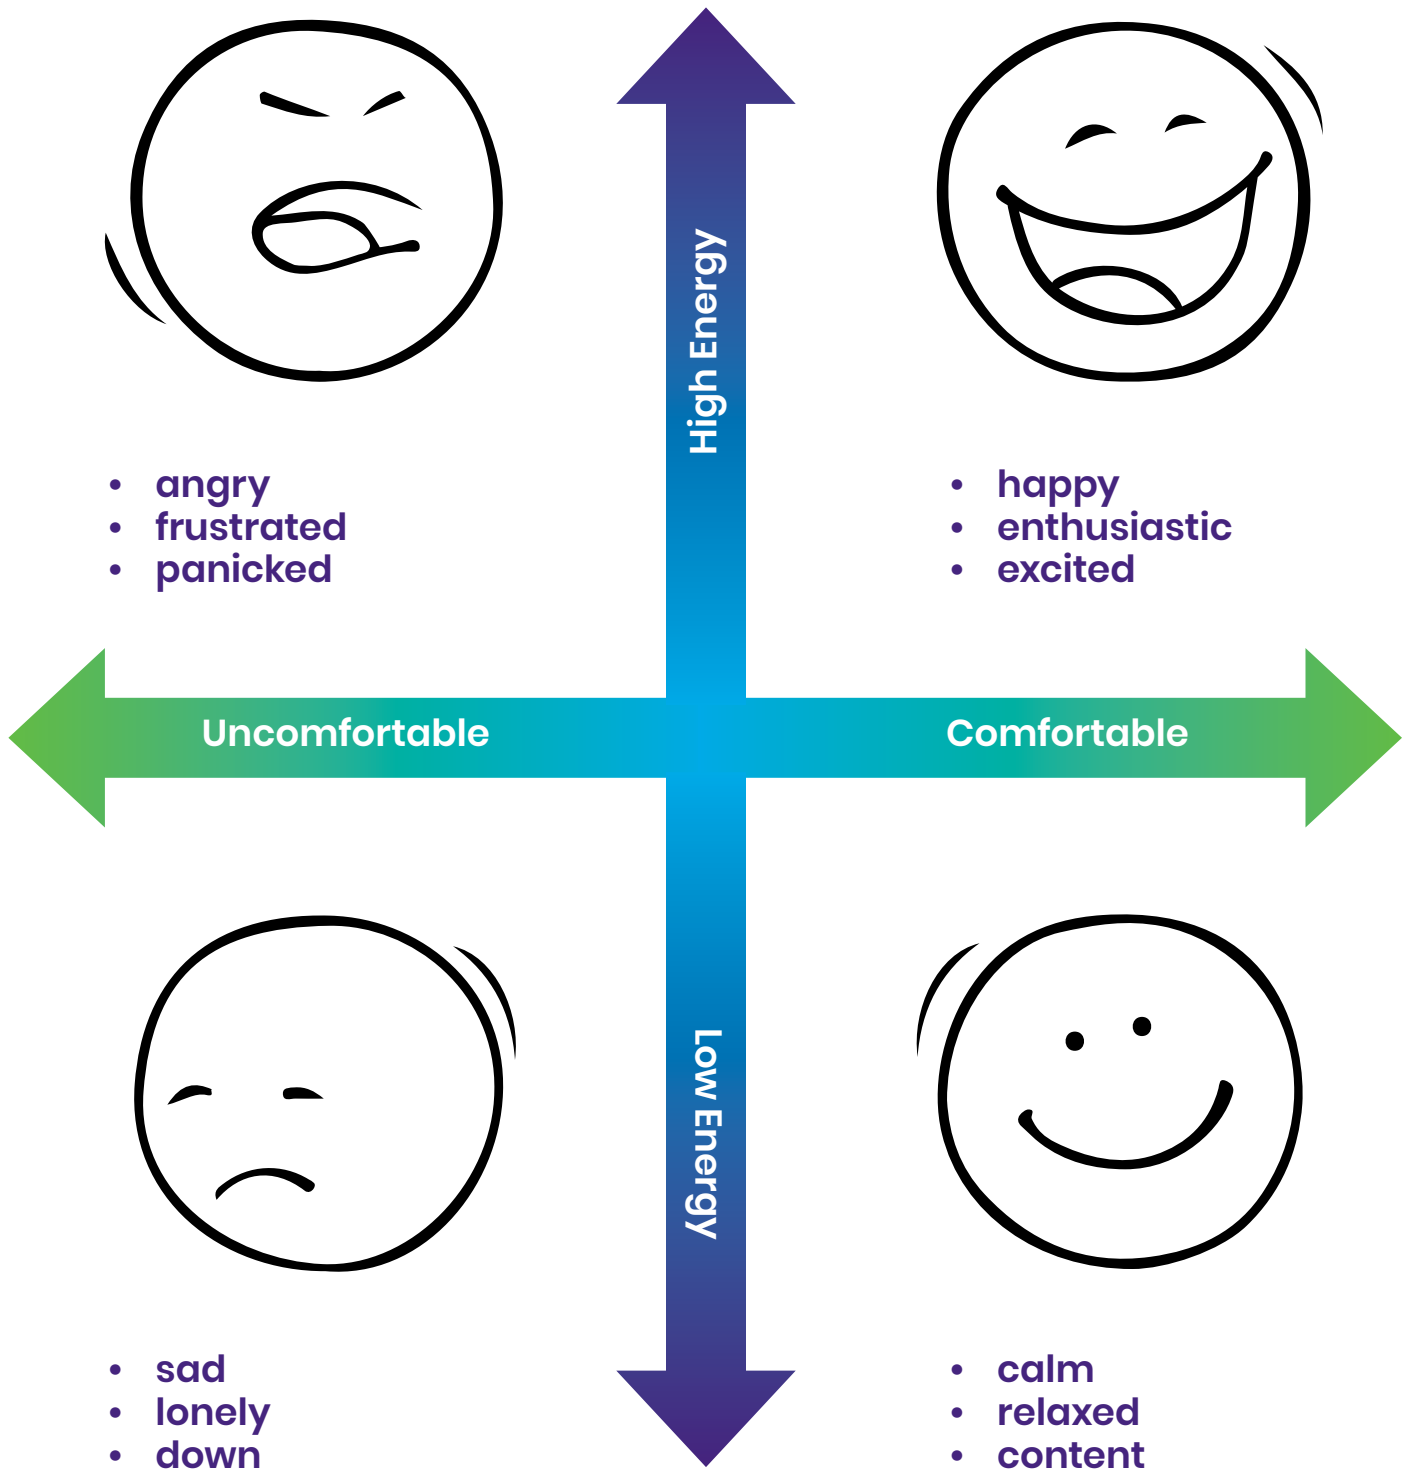 High Energy
• angry
• frustrated
• panicked
• happy
• enthusiastic
• excited
Uncomfortable
Comfortable
Low Energy
• sad
• lonely
• down
• calm
• relaxed
• content